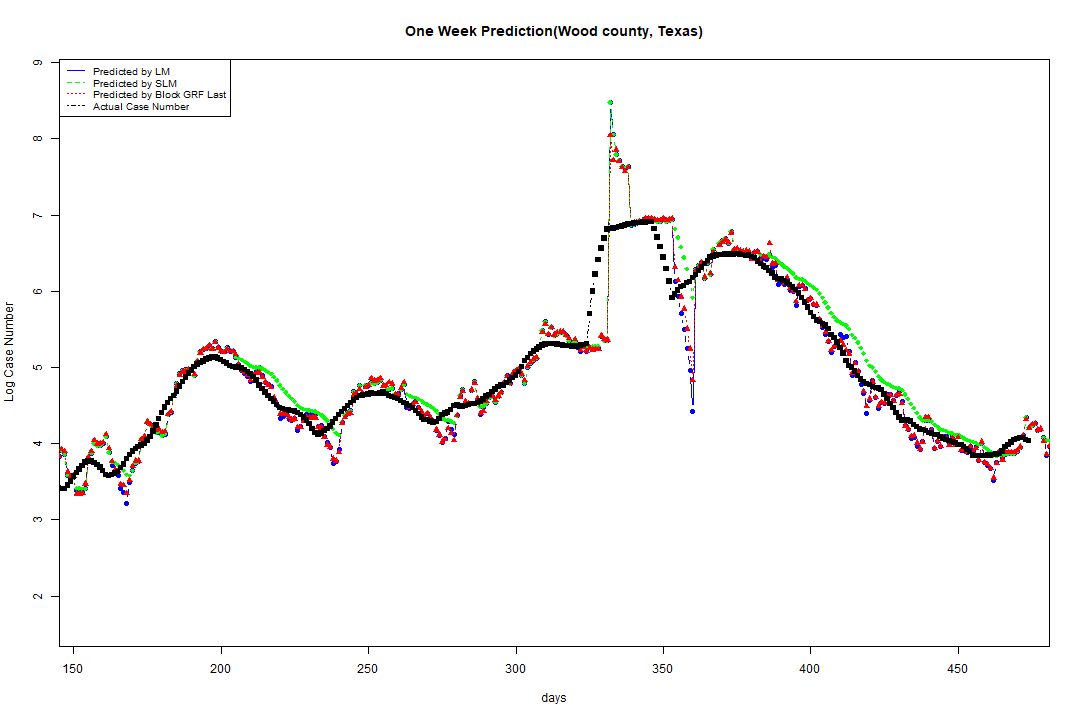 One Week Prediction(Wood county, Texas)
Predicted by LM
Predicted by SLM
Predicted by Block GRF Last
Actual Case Number
Log Case Number
9
8
7
6
5
4
3
2
150 200 250 300 350 400 450
days